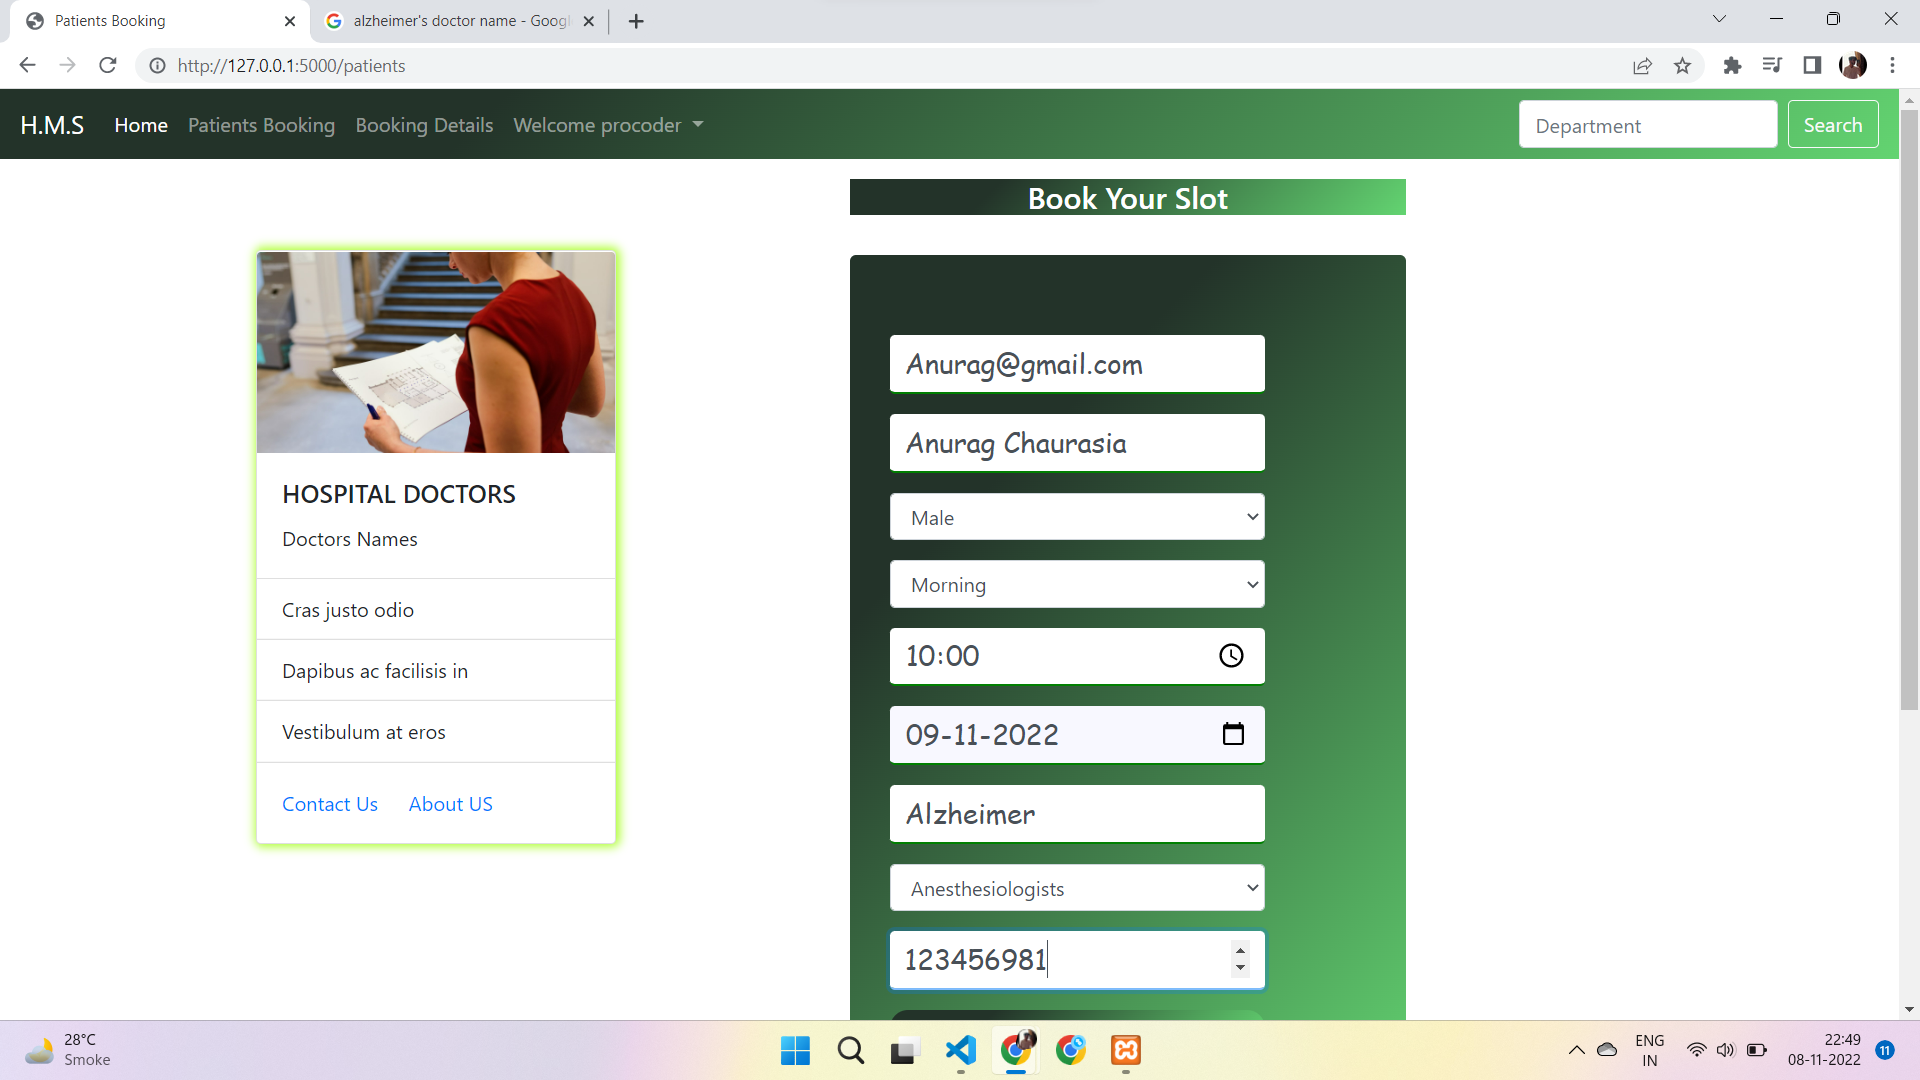 Patients Booking
alzheimer's doctor name - Googl
http://127.0.0.1:5000/patients
H.M.S Home Patients Booking Booking Details Welcome procoder Department Search
Book Your Slot
HOSPITAL DOCTORS
Doctors Names
Cras justo odio
Dapibus ac facilisis in
Vestibulum at eros
Contact Us About US
Anurag@gmail.com
Anurag Chaurasia
Male
Morning
10:00
09-11-2022
Alzheimer
Anesthesiologists
123456981
28°C
Smoke
ENG
IN
22:49
08-11-2022
11